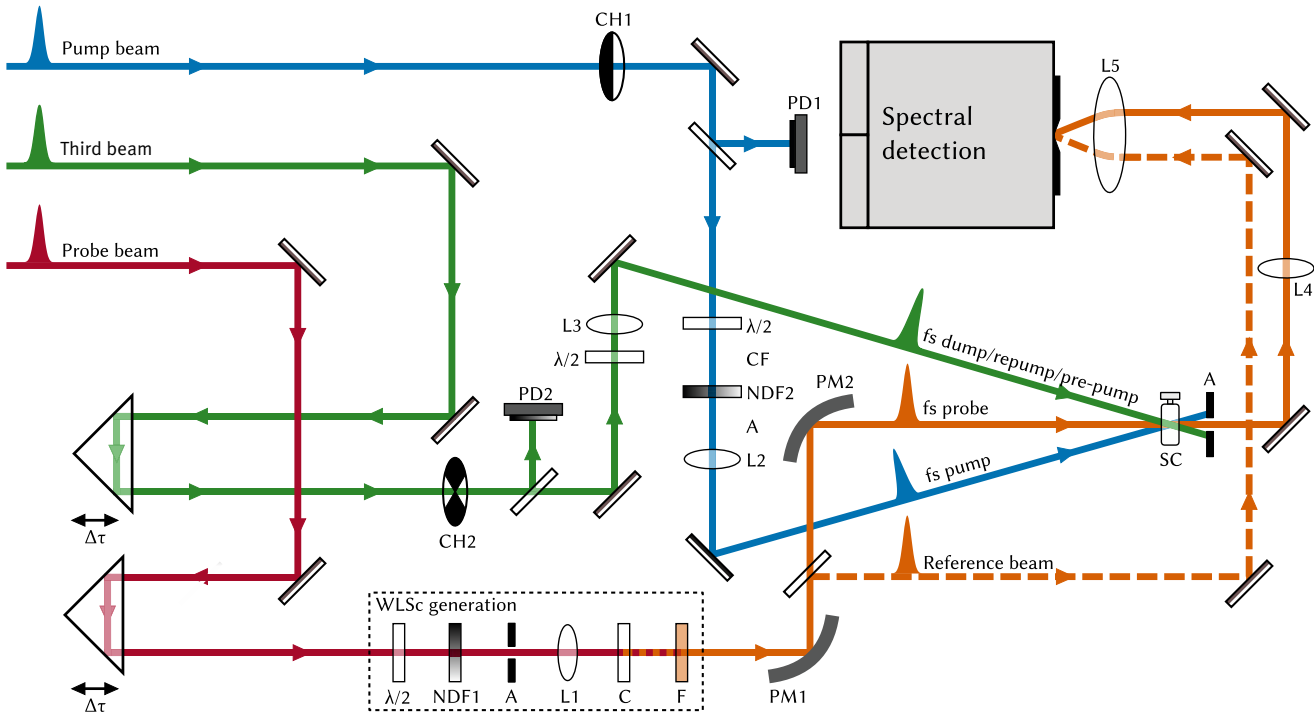 CH1
Pump beam
L5
PD1
Spectral
detection
Third beam
Probe beam
L4
L3
λ/2
fs dump/repump/pre-pump
λ/2
CF
PM2
A
PD2
NDF2
fs probe
A
L2
SC
fs pump
Δτ
CH2
Reference beam
WLSc generation
Δτ
λ/2
NDF1
A
L1
C
F
PM1